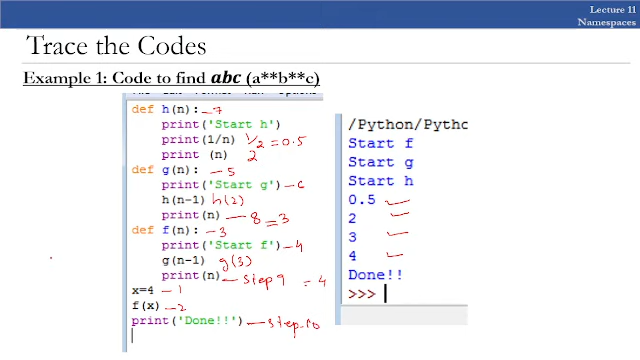 Lecture 11
Namespaces
Trace the Codes
Example 1: Code to find abc (a**b**c)
def h(n): - 7
print('Start h')
print(1/n) 1/2 = 0.5
print (n) 2
def g(n): - 5
print('Start g') - 6
h(n-1) h(2)
print(n) - 8 = 3
def f(n): - 3
print('Start f') - 4
g(n-1) g(3)
print(n) - step 9 = 4
x=4 - 1
f(x) - 2
print('Done!!') - step-10
/Python/Pythc
Start f
Start g
Start h
0.5
2
3
4
Done!!
>>>